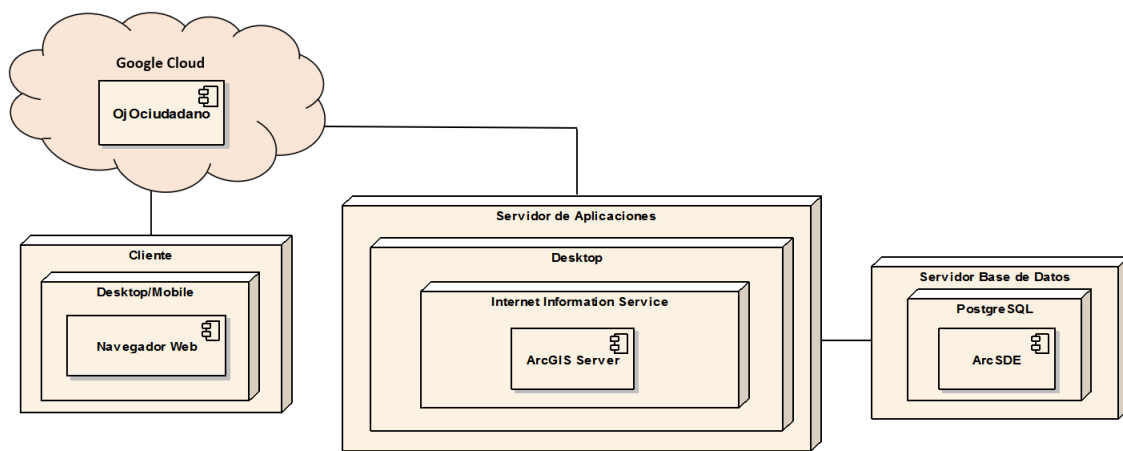 Google Cloud
OjOciudadano
Cliente
Desktop/Mobile
Navegador Web
Servidor de Aplicaciones
Desktop
Internet Information Service
ArcGIS Server
Servidor Base de Datos
PostgreSQL
ArcSDE